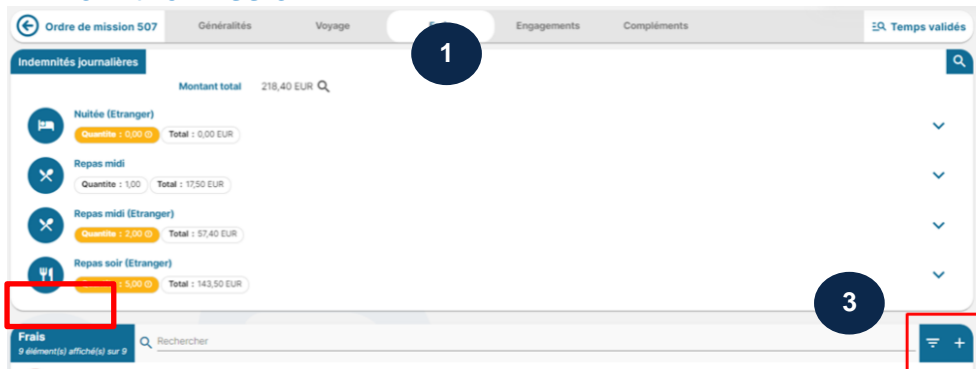 Ordre de mission 507 Généralités Voyage Engagements Compléments Temps validés
1
Indemnités journalières
Montant total 218,40 EUR
Nuitée (Etranger)
Quantite : 0,00 Total : 0,00 EUR
Repas midi
Quantite : 1,00 Total : 17,50 EUR
Repas midi (Etranger)
Quantite : 2,00 Total : 57,40 EUR
Repas soir (Etranger)
: 5,00 Total : 143,50 EUR
3
Frais
9 élément(s) affiché(s) sur 9
Rechercher